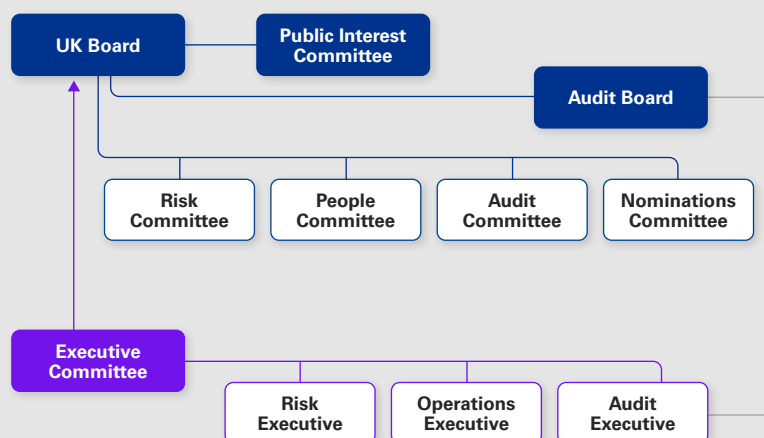 UK Board
Public Interest
Committee
Audit Board
Risk
Committee
People
Committee
Audit
Committee
Nominations
Committee
Executive
Committee
Risk
Executive
Operations
Executive
Audit
Executive